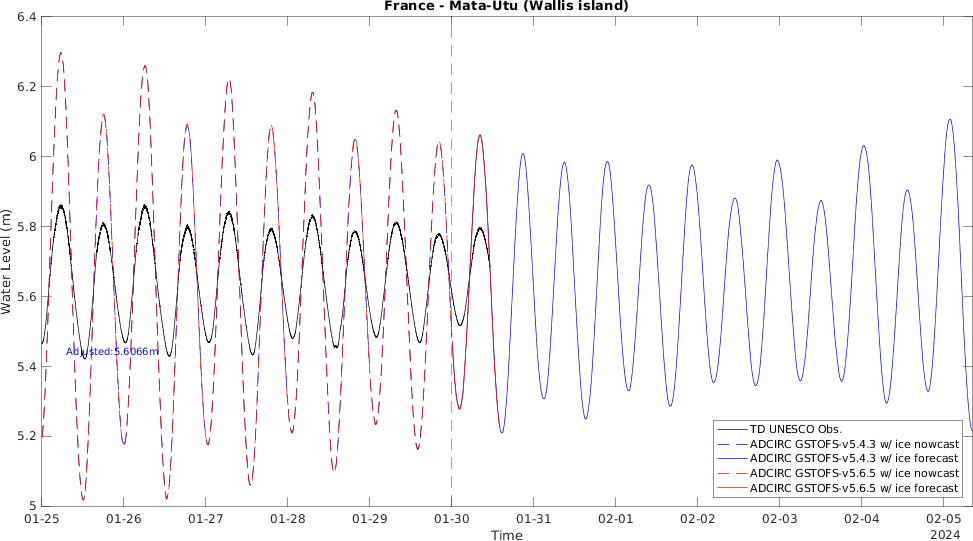 France - Mata-Utu (Wallis island)
6.4
6.2
6
5.8
5.6
5.4
5.2
5
Water Level (m)
Adjusted:5.6066m
TD UNESCO Obs.
ADCIRC GSTOFS-v5.4.3 w/ ice nowcast
ADCIRC GSTOFS-v5.4.3 w/ ice forecast
ADCIRC GSTOFS-v5.6.5 w/ ice nowcast
ADCIRC GSTOFS-v5.6.5 w/ ice forecast
01-25 01-26 01-27 01-28 01-29 01-30 01-31 02-01 02-02 02-03 02-04 02-05
2024
Time